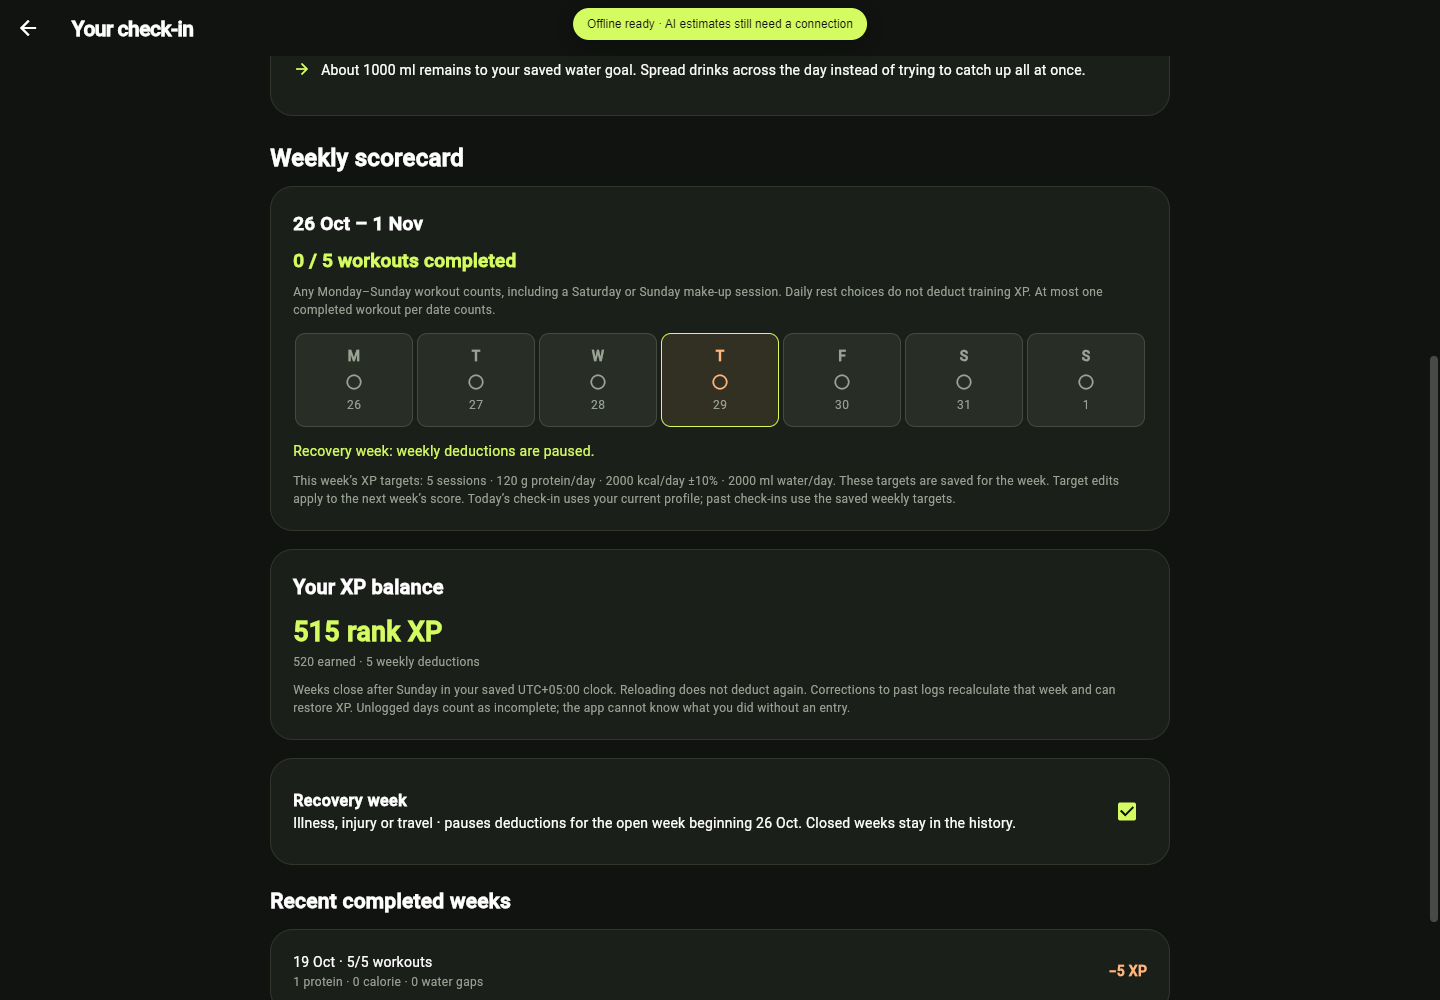 Your check-in
Offline ready · AI estimates still need a connection
About 1000 ml remains to your saved water goal. Spread drinks across the day instead of trying to catch up all at once.
Weekly scorecard
26 Oct – 1 Nov
0 / 5 workouts completed
Any Monday–Sunday workout counts, including a Saturday or Sunday make-up session. Daily rest choices do not deduct training XP. At most one
completed workout per date counts.
M T W T F S S
26 27 28 29 30 31 1
Recovery week: weekly deductions are paused.
This week’s XP targets: 5 sessions · 120 g protein/day · 2000 kcal/day ±10% · 2000 ml water/day. These targets are saved for the week. Target edits
apply to the next week’s score. Today’s check-in uses your current profile; past check-ins use the saved weekly targets.
Your XP balance
515 rank XP
520 earned · 5 weekly deductions
Weeks close after Sunday in your saved UTC+05:00 clock. Reloading does not deduct again. Corrections to past logs recalculate that week and can
restore XP. Unlogged days count as incomplete; the app cannot know what you did without an entry.
Recovery week
Illness, injury or travel · pauses deductions for the open week beginning 26 Oct. Closed weeks stay in the history.
Recent completed weeks
19 Oct · 5/5 workouts
1 protein · 0 calorie · 0 water gaps
−5 XP